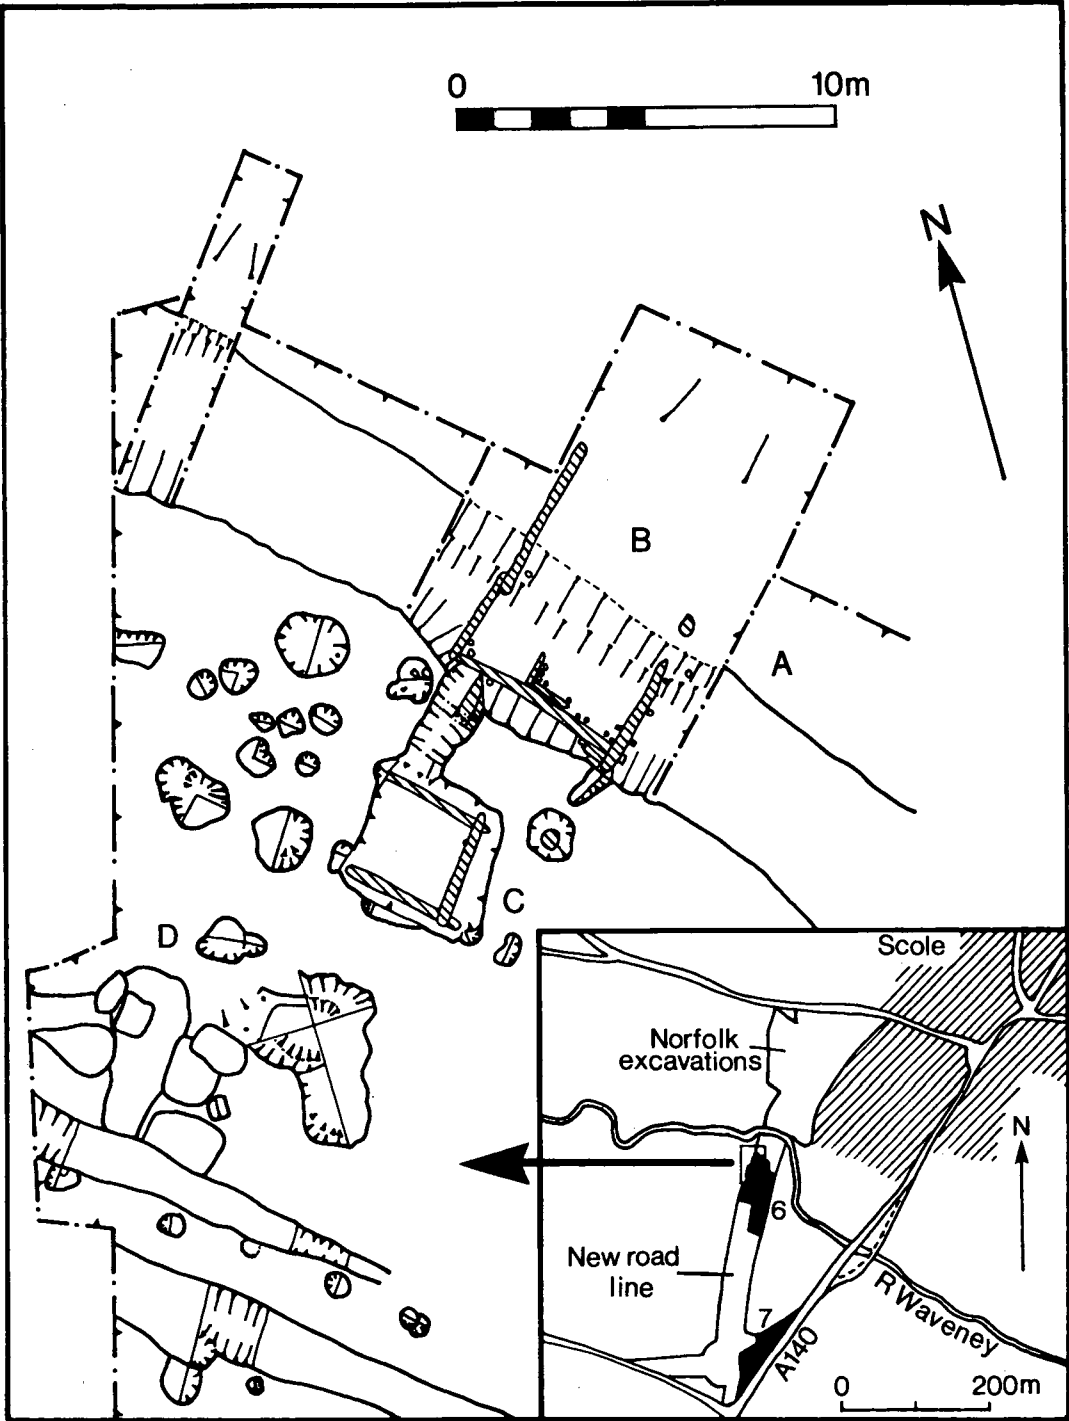 0 10m
N
B
A
C
D
Scole
Norfolk
excavations
N
6
New road
line
7
A140
R Waveney
0 200m